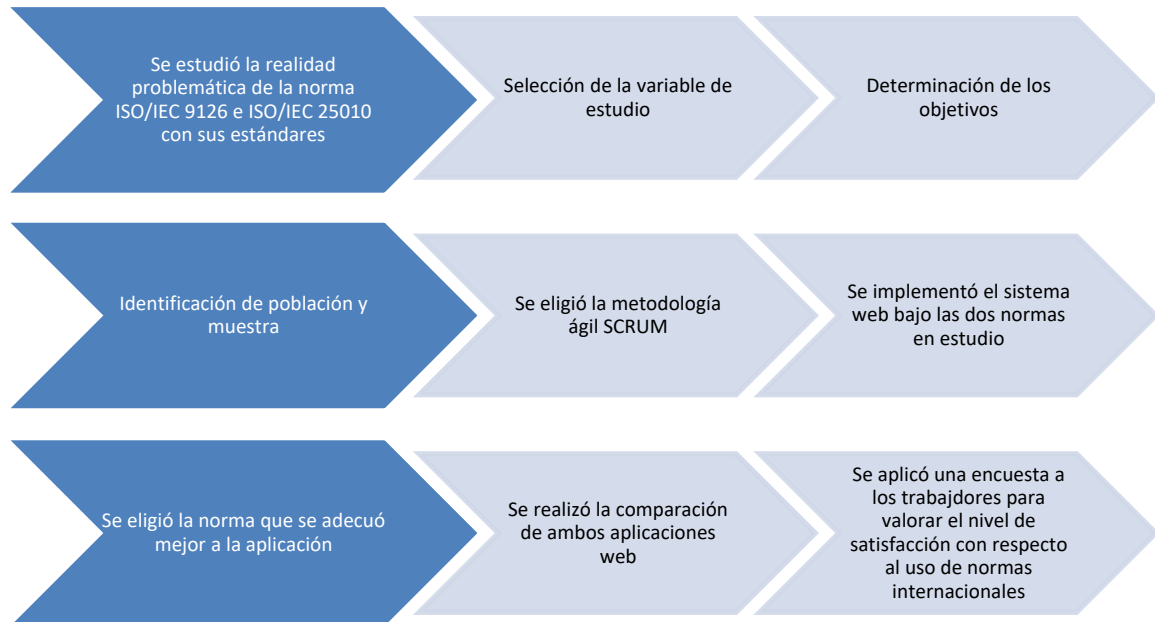 Se estudió la realidad
problemática de la norma
ISO/IEC 9126 e ISO/IEC 25010
con sus estándares
Selección de la variable de
estudio
Determinación de los
objetivos
Identificación de población y
muestra
Se eligió la metodología
ágil SCRUM
Se implementó el sistema
web bajo las dos normas
en estudio
Se eligió la norma que se adecuó
mejor a la aplicación
Se realizó la comparación
de ambos aplicaciones
web
Se aplicó una encuesta a
los trabajdores para
valorar el nivel de
satisfacción con respecto
al uso de normas
internacionales